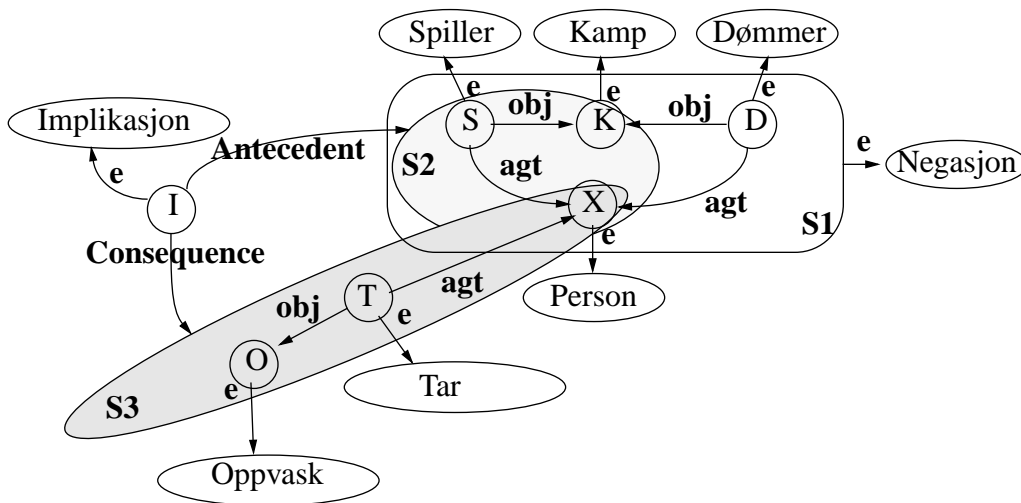 Spiller Kamp Dømmer
e e e
Implikasjon
obj obj
S K D
Antecedent
S2
e
Negasjon
e
agt
I
X
agt
S1
e
Consequence
agt
T
Person
obj
e
O
e
Tar
S3
Oppvask